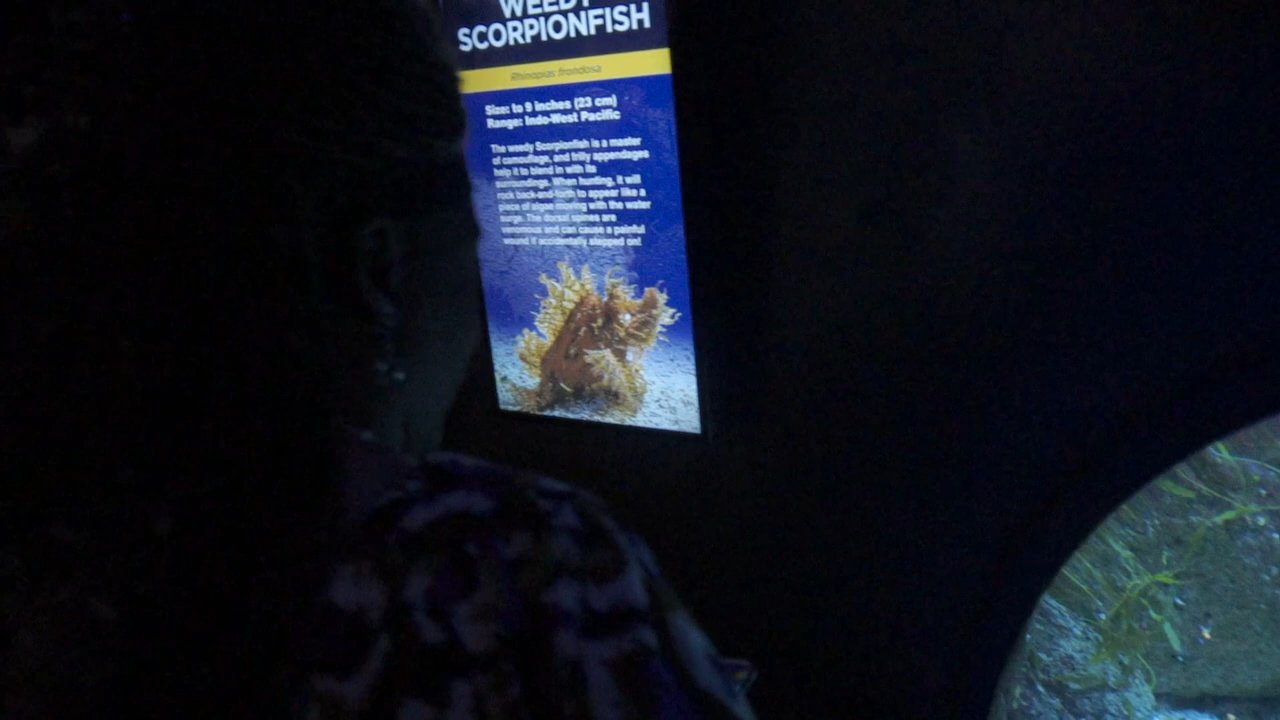 WEEDY
SCORPIONFISH
Rhinopias frondosa
Size: to 9 inches (23 cm)
Range: Indo-West Pacific
The weedy Scorpionfish is a master
of camouflage, and frilly appendages
help it to blend in with its
surroundings. When hunting, it will
rock back-and-forth to appear like a
piece of algae moving with the water
surge. The dorsal spines are
venomous and can cause a painful
wound if accidentally stepped on!